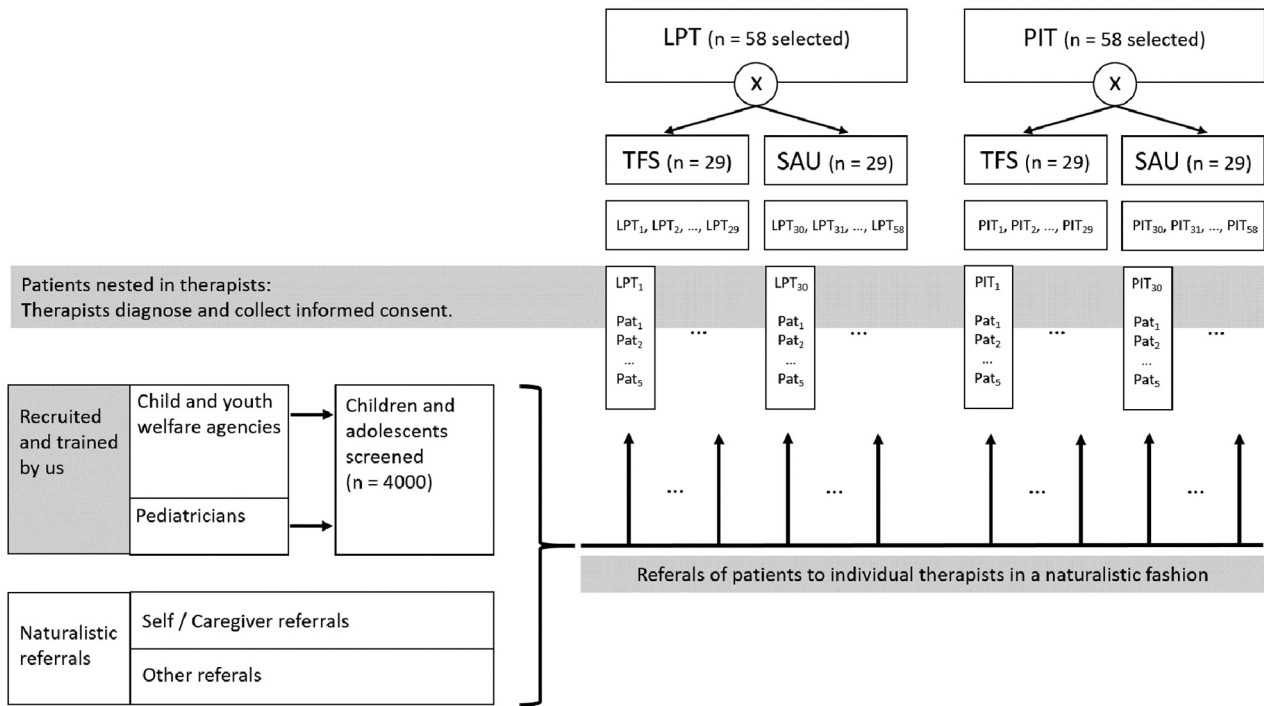 LPT (n = 58 selected)
PIT (n = 58 selected)
X
X
TFS (n = 29)
SAU (n = 29)
TFS (n = 29)
SAU (n = 29)
LPT₁, LPT₂, ..., LPT₂₉
LPT₃₀, LPT₃₁, ..., LPT₅₈
PIT₁, PIT₂, ..., PIT₂₉
PIT₃₀, PIT₃₁, ..., PIT₅₈
Patients nested in therapists:
Therapists diagnose and collect informed consent.
LPT₁
Pat₁
Pat₂
...
Pat₅
...
LPT₃₀
Pat₁
Pat₂
...
Pat₅
...
PIT₁
Pat₁
Pat₂
...
Pat₅
...
PIT₃₀
Pat₁
Pat₂
...
Pat₅
...
Recruited
and trained
by us
Child and youth
welfare agencies
Pediatricians
Children and
adolescents
screened
(n = 4000)
...
...
...
...
Referals of patients to individual therapists in a naturalistic fashion
Naturalistic
referrals
Self / Caregiver referrals
Other referals